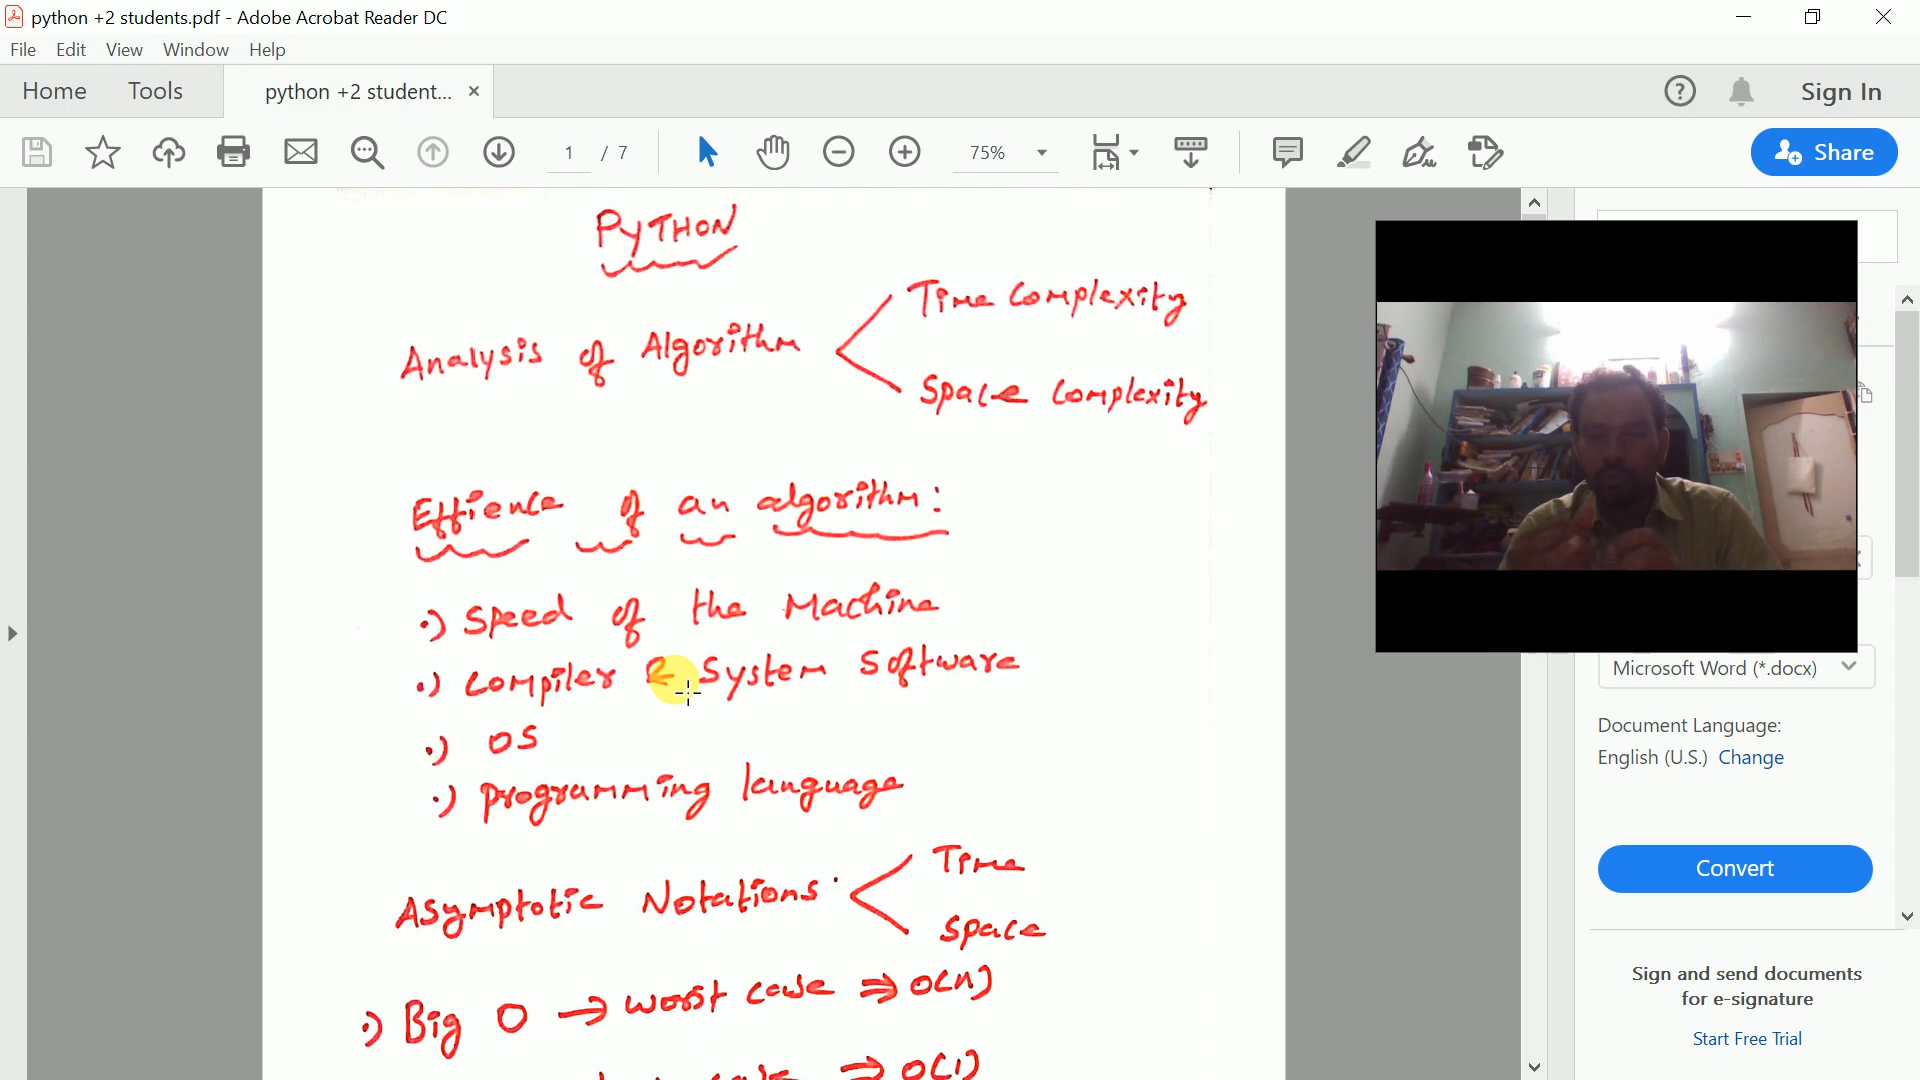 python +2 students.pdf - Adobe Acrobat Reader DC
File Edit View Window Help
Home Tools python +2 student... × Sign In
1 / 7 75% Share
PYTHON
Time Complexity
Analysis of Algorithm
Space Complexity
Effience of an algorithm:
.) Speed of the Machine
.) Compiler & System Software
.) OS
.) Programming language
Time
Asymptotic Notations
Space
.) Big O → worst case ⇒ O(n)
case ⇒ O(1)
Microsoft Word (*.docx)
Document Language:
English (U.S.) Change
Convert
Sign and send documents
for e-signature
Start Free Trial